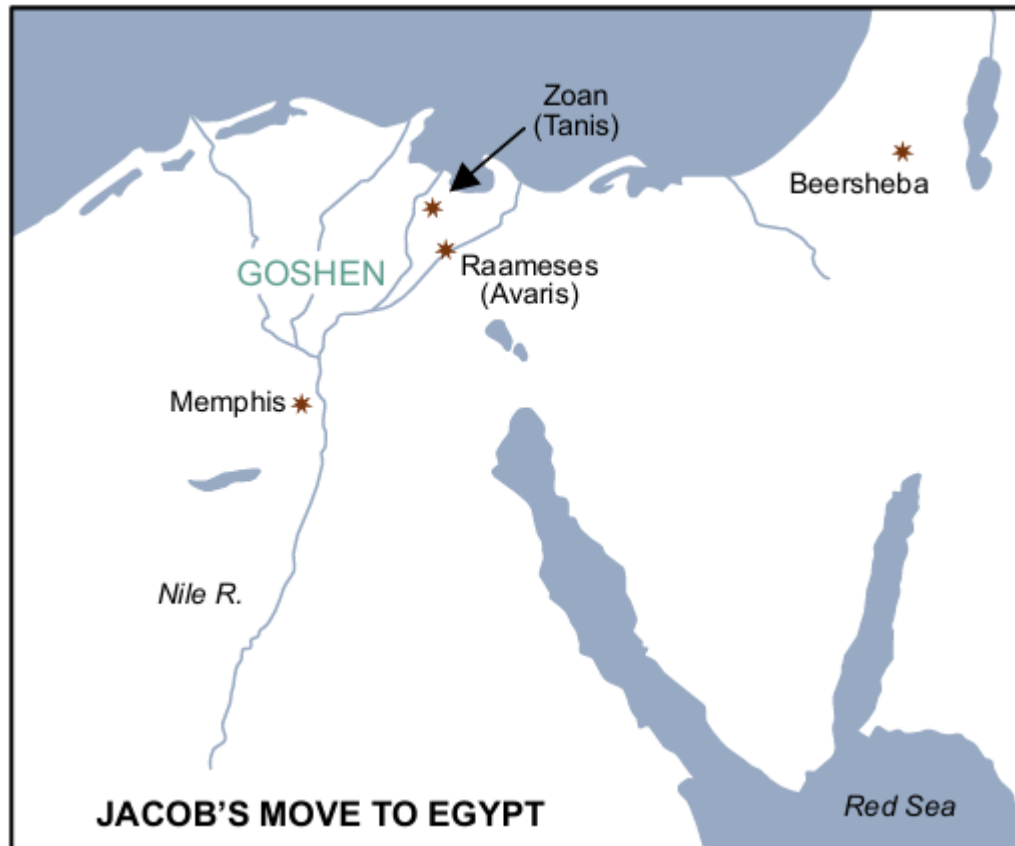 Zoan
(Tanis)
Beersheba
GOSHEN
Raameses
(Avaris)
Memphis
Nile R.
JACOB'S MOVE TO EGYPT
Red Sea